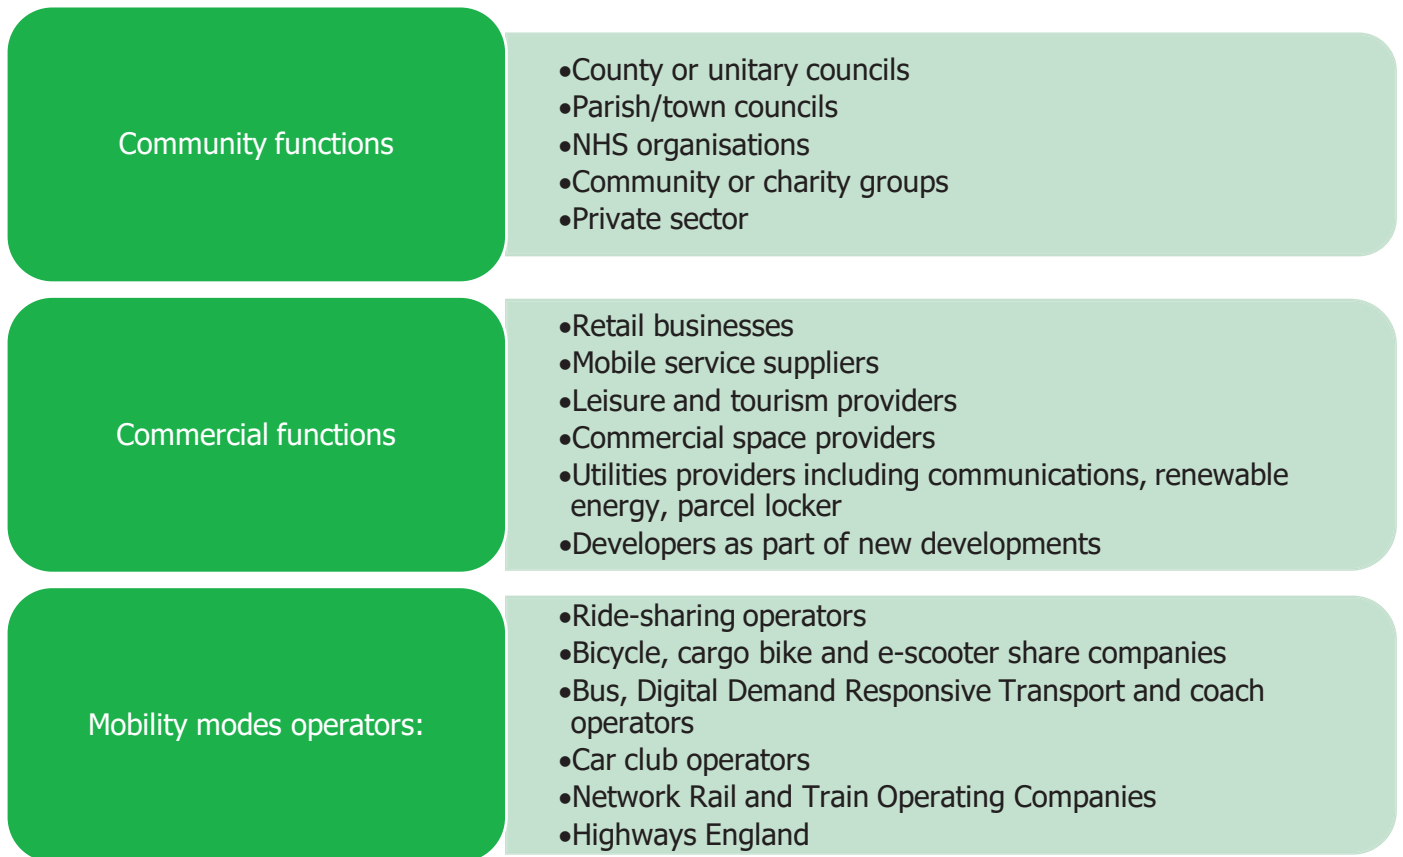 Community functions
•County or unitary councils
•Parish/town councils
•NHS organisations
•Community or charity groups
•Private sector
Commercial functions
•Retail businesses
•Mobile service suppliers
•Leisure and tourism providers
•Commercial space providers
•Utilities providers including communications, renewable
energy, parcel locker
•Developers as part of new developments
Mobility modes operators:
•Ride-sharing operators
•Bicycle, cargo bike and e-scooter share companies
•Bus, Digital Demand Responsive Transport and coach
operators
•Car club operators
•Network Rail and Train Operating Companies
•Highways England